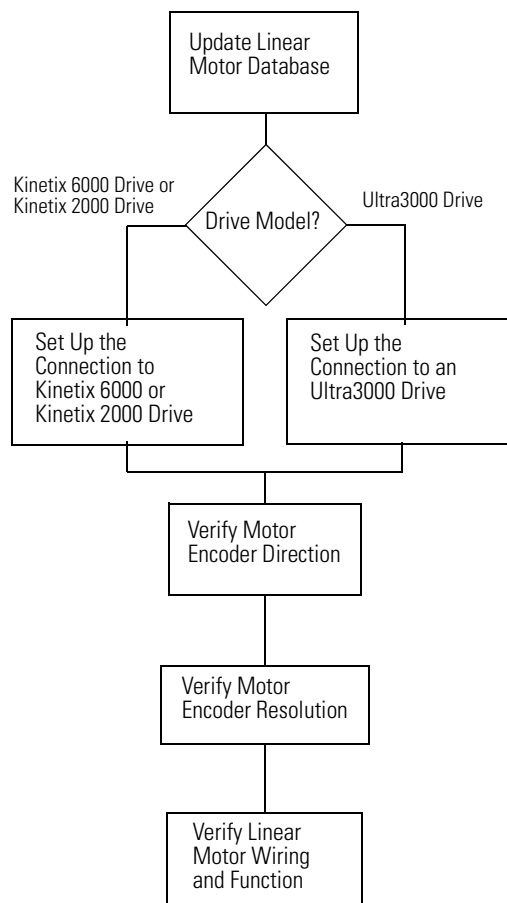 Update Linear
Motor Database
Kinetix 6000 Drive or
Kinetix 2000 Drive
Drive Model?
Ultra3000 Drive
Set Up the
Connection to
Kinetix 6000 or
Kinetix 2000 Drive
Set Up the
Connection to an
Ultra3000 Drive
Verify Motor
Encoder Direction
Verify Motor
Encoder Resolution
Verify Linear
Motor Wiring
and Function